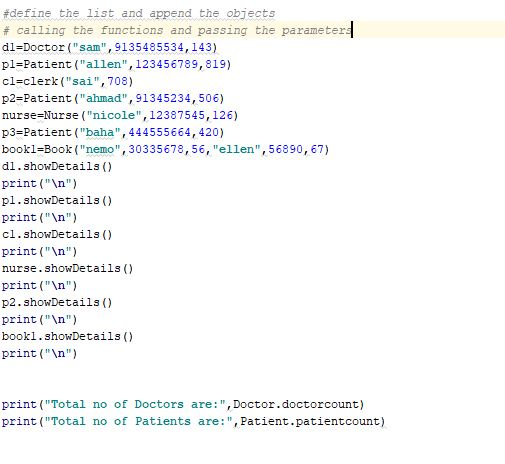 #define the list and append the objects
# calling the functions and passing the parameters
d1=Doctor("sam",9135485534,143)
p1=Patient("allen",123456789,819)
c1=clerk("sai",708)
p2=Patient("ahmad",91345234,506)
nurse=Nurse("nicole",12387545,126)
p3=Patient("baha",444555664,420)
book1=Book("nemo",30335678,56,"ellen",56890,67)
d1.showDetails()
print("\n")
p1.showDetails()
print("\n")
c1.showDetails()
print("\n")
nurse.showDetails()
print("\n")
p2.showDetails()
print("\n")
book1.showDetails()
print("\n")
print("Total no of Doctors are:",Doctor.doctorcount)
print("Total no of Patients are:",Patient.patientcount)